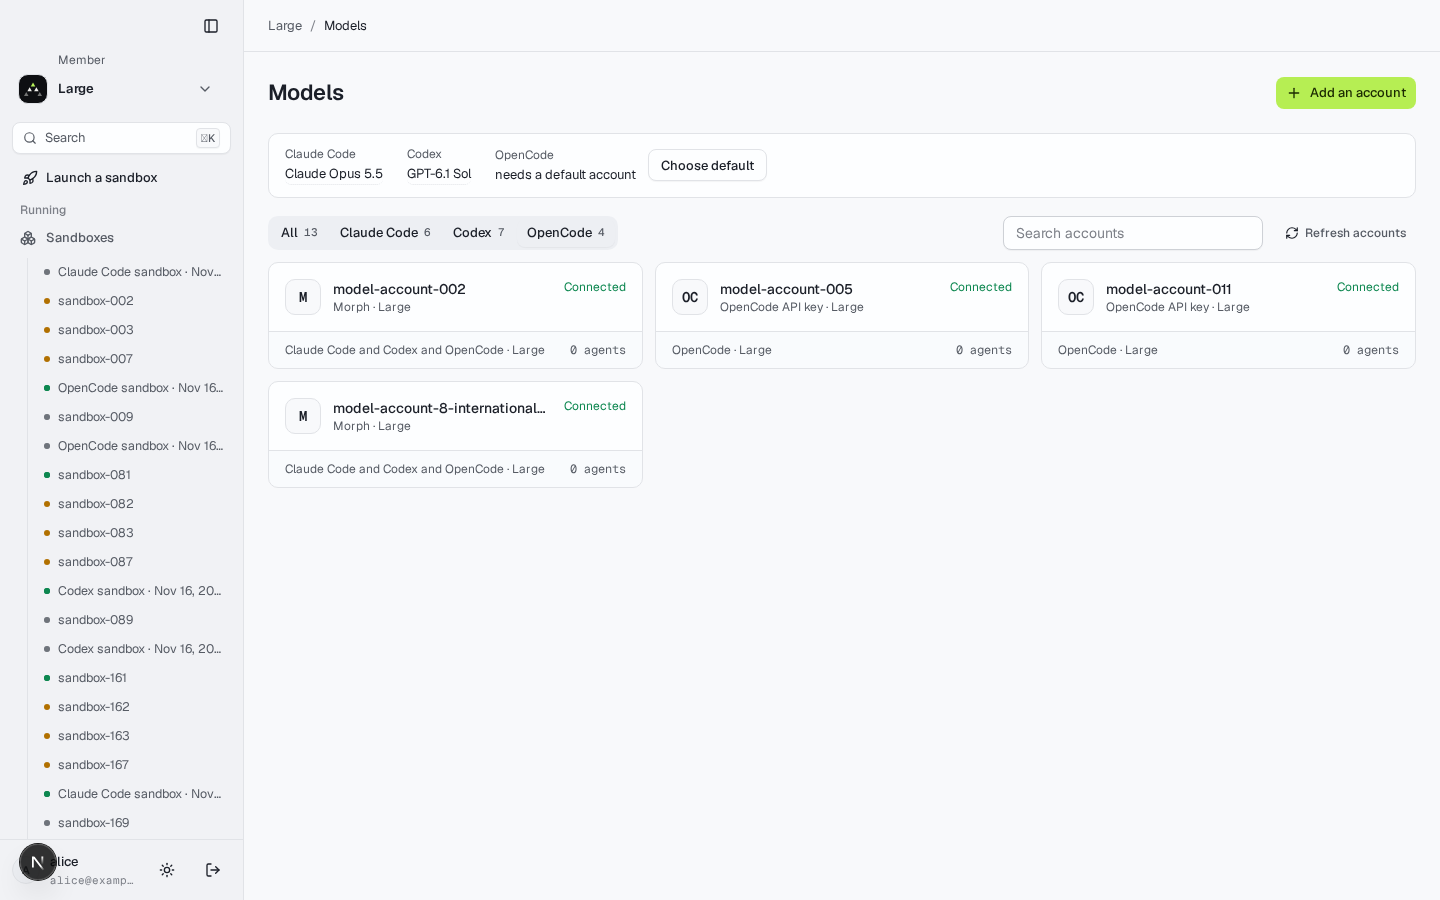 Member
Large
Search
K
Launch a sandbox
Running
Sandboxes
Claude Code sandbox · Nov…
sandbox-002
sandbox-003
sandbox-007
OpenCode sandbox · Nov 16…
sandbox-009
OpenCode sandbox · Nov 16…
sandbox-081
sandbox-082
sandbox-083
sandbox-087
Codex sandbox · Nov 16, 20…
sandbox-089
Codex sandbox · Nov 16, 20…
sandbox-161
sandbox-162
sandbox-163
sandbox-167
Claude Code sandbox · Nov…
sandbox-169
N
alice
alice@examp…
Large / Models
Models
Add an account
Claude Code
Claude Opus 5.5
Codex
GPT-6.1 Sol
OpenCode
needs a default account
Choose default
All 13
Claude Code 6
Codex 7
OpenCode 4
Search accounts
Refresh accounts
M
model-account-002
Morph · Large
Connected
Claude Code and Codex and OpenCode · Large
0 agents
OC
model-account-005
OpenCode API key · Large
Connected
OpenCode · Large
0 agents
OC
model-account-011
OpenCode API key · Large
Connected
OpenCode · Large
0 agents
M
model-account-8-international…
Morph · Large
Connected
Claude Code and Codex and OpenCode · Large
0 agents